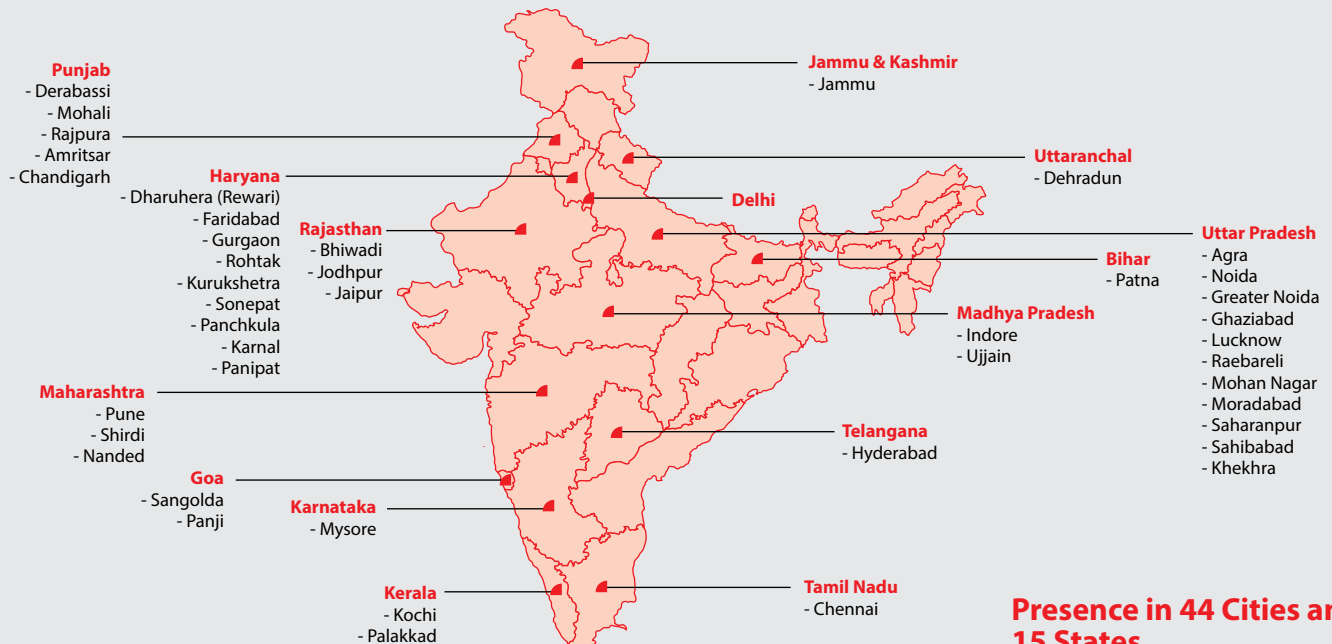 Punjab
- Derabassi
- Mohali
- Rajpura
- Amritsar
- Chandigarh
Haryana
- Dharuhera (Rewari)
- Faridabad
- Gurgaon
- Rohtak
- Kurukshetra
- Sonepat
- Panchkula
- Karnal
- Panipat
Rajasthan
- Bhiwadi
- Jodhpur
- Jaipur
Maharashtra
- Pune
- Shirdi
- Nanded
Goa
- Sangolda
- Panji
Karnataka
- Mysore
Kerala
- Kochi
- Palakkad
Jammu & Kashmir
- Jammu
Uttaranchal
- Dehradun
Delhi
Uttar Pradesh
- Agra
- Noida
- Greater Noida
- Ghaziabad
- Lucknow
- Raebareli
- Mohan Nagar
- Moradabad
- Saharanpur
- Sahibabad
- Khekhra
Bihar
- Patna
Madhya Pradesh
- Indore
- Ujjain
Telangana
- Hyderabad
Tamil Nadu
- Chennai
Presence in 44 Cities
15 States